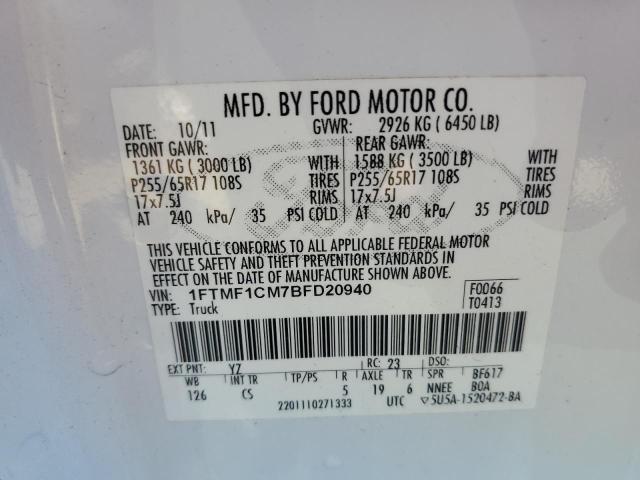 MFD. BY FORD MOTOR CO.
DATE: 10/11 GVWR: 2926 KG ( 6450 LB)
FRONT GAWR: REAR GAWR:
1361 KG ( 3000 LB) WITH 1588 KG ( 3500 LB) WITH
P255/65R17 108S TIRES P255/65R17 108S TIRES
17x7.5J RIMS 17x7.5J RIMS
AT 240 kPa/ 35 PSI COLD AT 240 kPa/ 35 PSI COLD
THIS VEHICLE CONFORMS TO ALL APPLICABLE FEDERAL MOTOR
VEHICLE SAFETY AND THEFT PREVENTION STANDARDS IN
EFFECT ON THE DATE OF MANUFACTURE SHOWN ABOVE.
VIN: 1FTMF1CM7BFD20940 F0066
TYPE: Truck T0413
EXT PNT: YZ RC: 23 DSO:
WB INT TR TP/PS R AXLE TR SPR BF617
126 CS 5 19 6 NNEE BOA
2201110271333 UTC ▽5U5A-1520472-BA